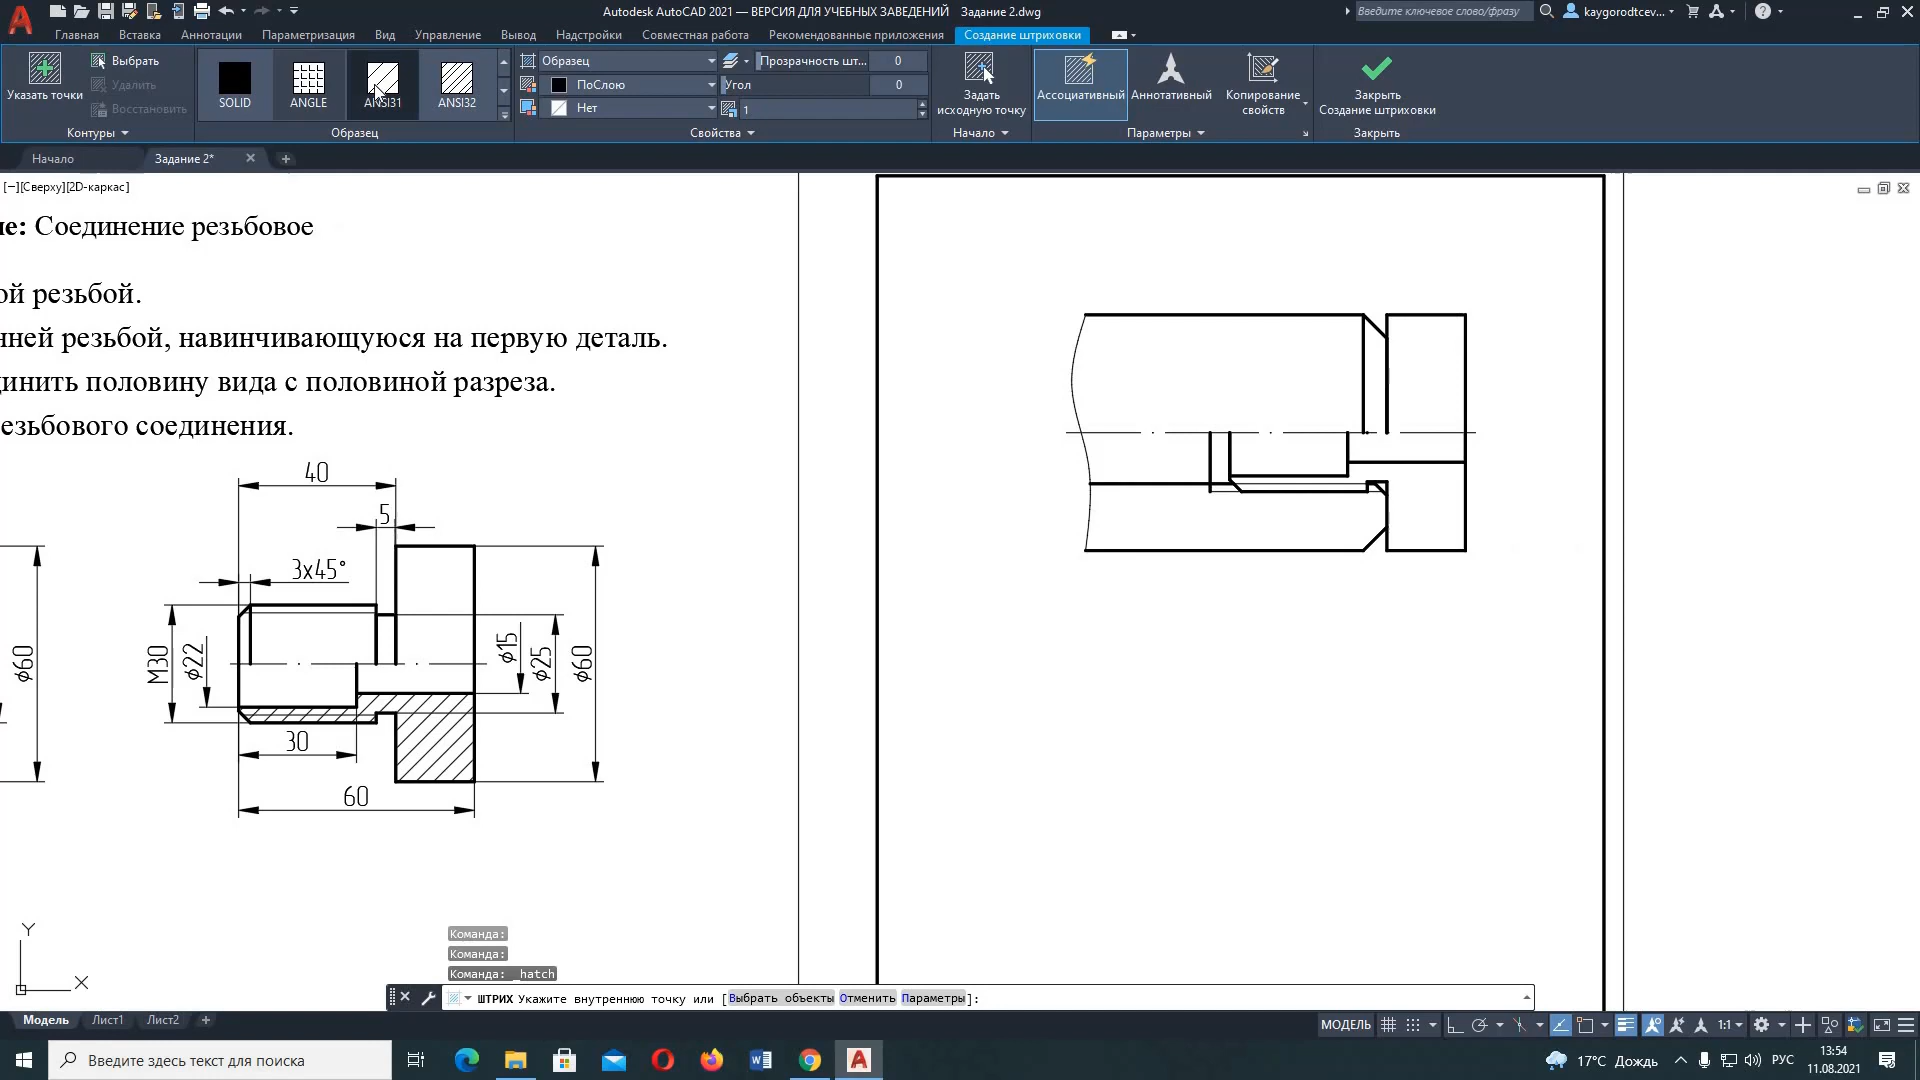 Autodesk AutoCAD 2021 — ВЕРСИЯ ДЛЯ УЧЕБНЫХ ЗАВЕДЕНИЙ Задание 2.dwg
Введите ключевое слово/фразу
kaygorodtcev...
Главная Вставка Аннотации Параметризация Вид Управление Вывод Надстройки Совместная работа Рекомендованные приложения Создание штриховки
Указать точки
Выбрать
Удалить
Восстановить
Контуры
SOLID ANGLE ANSI31 ANSI32
Образец
Образец
ПоСлою
Нет
Прозрачность шт... 0
Угол 0
1
Свойства
Задать
исходную точку
Начало
Ассоциативный
Аннотативный
Копирование
свойств
Параметры
Закрыть
Создание штриховки
Закрыть
Начало
Задание 2*
[−][Сверху][2D-каркас]
ие: Соединение резьбовое
ой резьбой.
нней резьбой, навинчивающуюся на первую деталь.
динить половину вида с половиной разреза.
езьбового соединения.
40
5
3x45°
ϕ60
M30
ϕ22
ϕ15
ϕ25
ϕ60
30
60
Y
X
Команда:
Команда:
Команда: _hatch
ШТРИХ Укажите внутреннюю точку или [Выбрать объекты Отменить Параметры]:
Модель Лист1 Лист2
МОДЕЛЬ
1:1
Введите здесь текст для поиска
17°C Дождь
РУС
13:54
11.08.2021